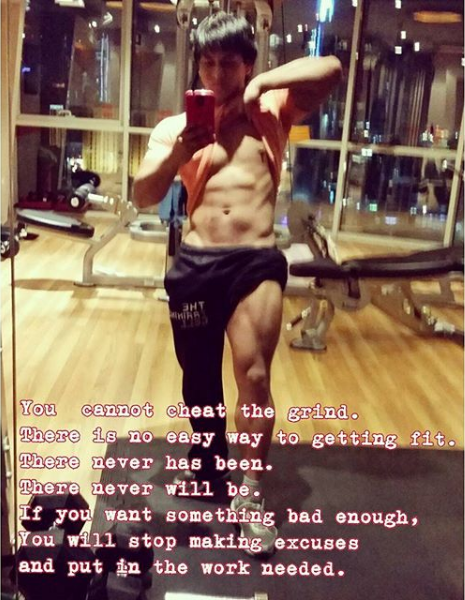 You cannot cheat the grind.
There is no easy way to getting fit.
There never has been.
There never will be.
If you want something bad enough,
You will stop making excuses
and put in the work needed.